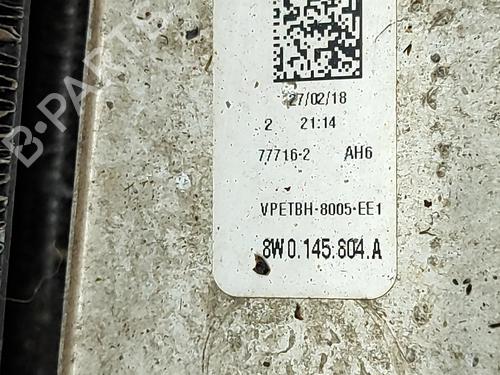 27/02/18
2 21:14
77716-2 AH6
VPETBH-8005-EE1
8W0.145.804.A
B-PARTS